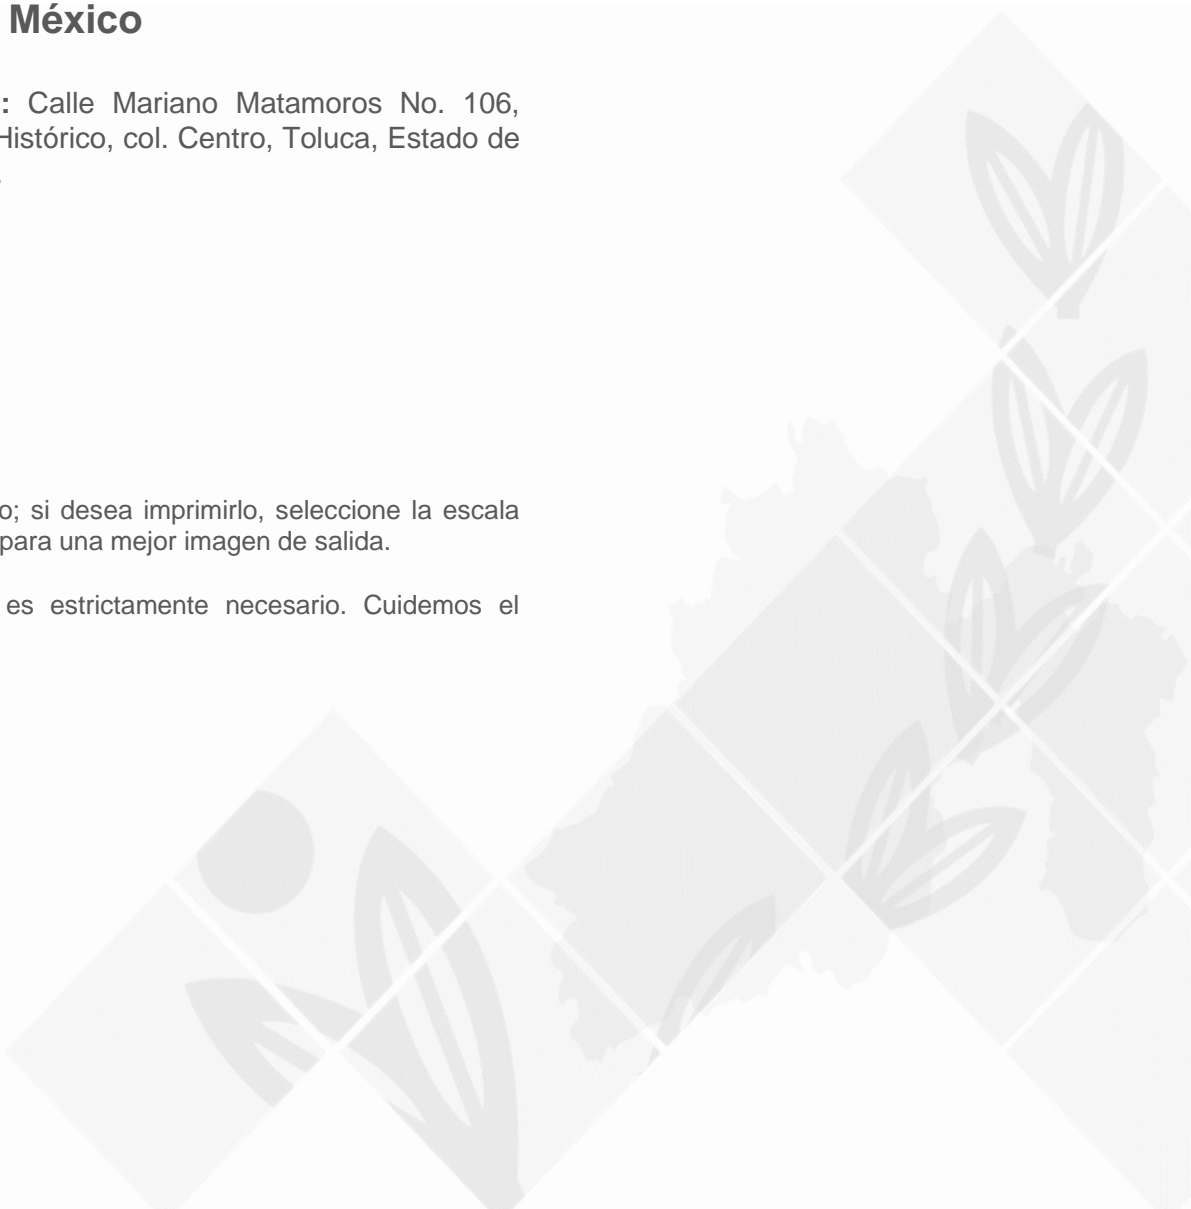 México
: Calle Mariano Matamoros No. 106,
Histórico, col. Centro, Toluca, Estado de
.
o; si desea imprimirlo, seleccione la escala
para una mejor imagen de salida.
es estrictamente necesario. Cuidemos el